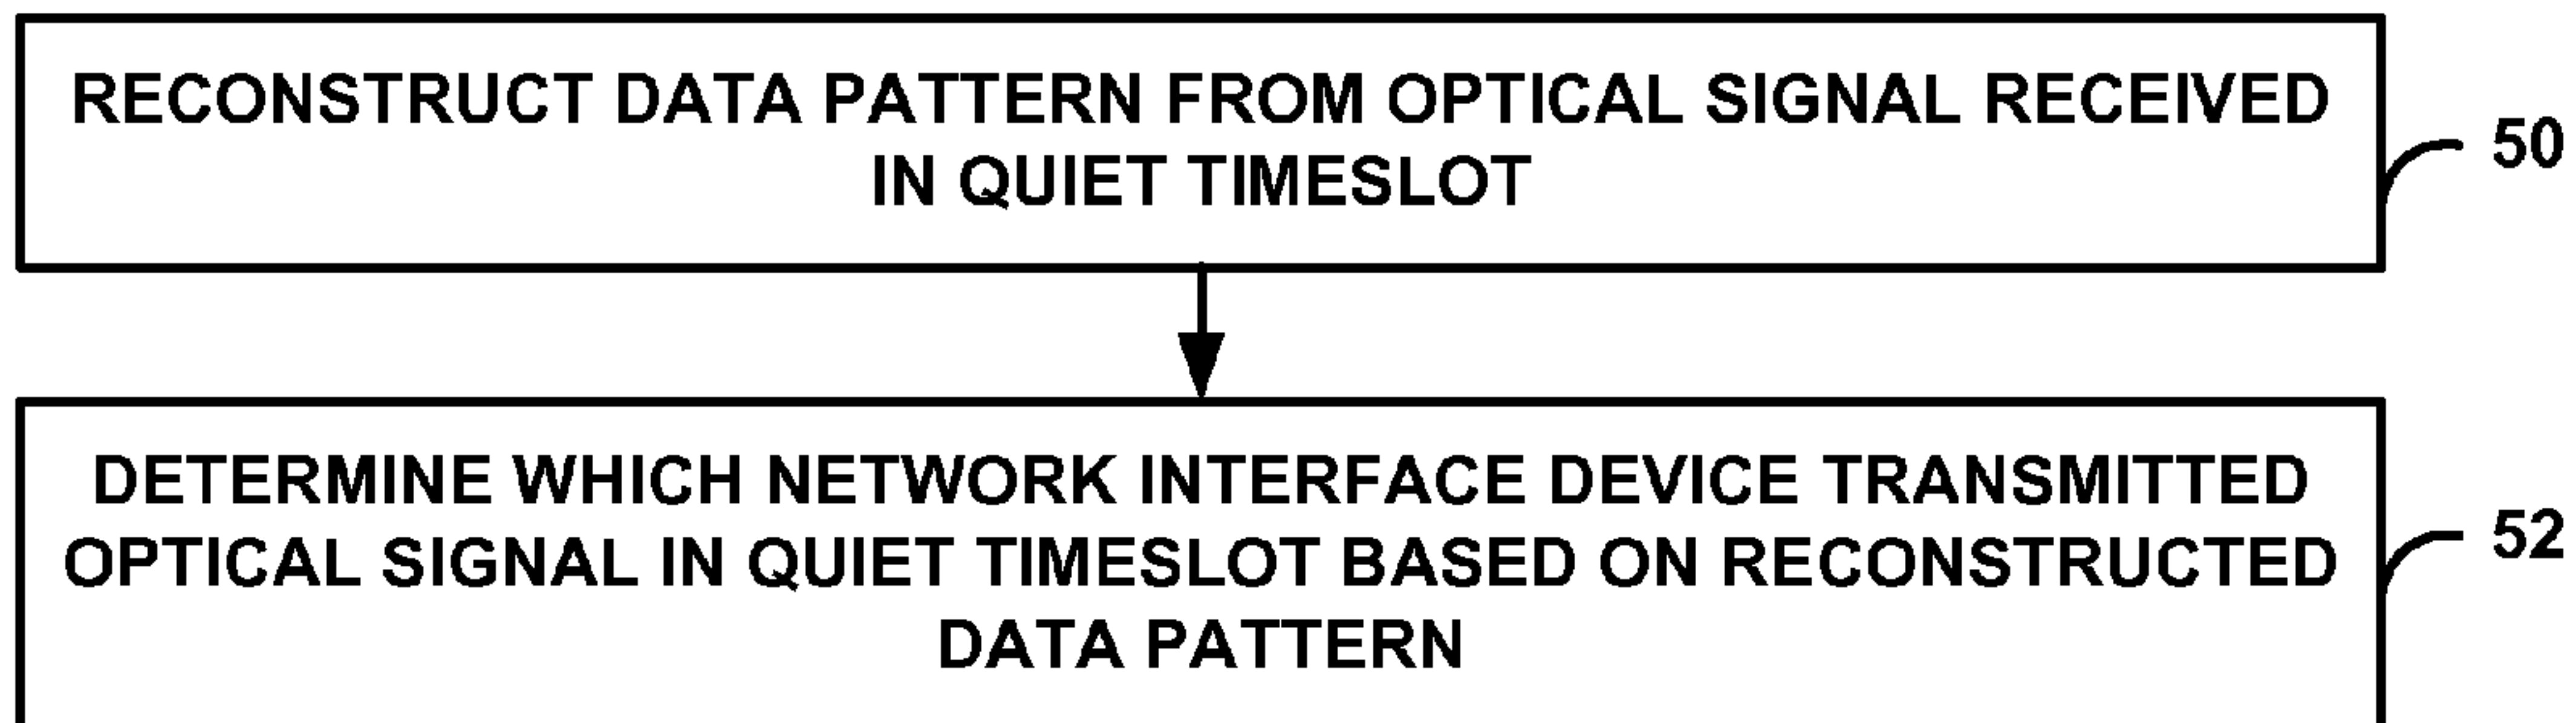 RECONSTRUCT DATA PATTERN FROM OPTICAL SIGNAL RECEIVED
IN QUIET TIMESLOT
50
DETERMINE WHICH NETWORK INTERFACE DEVICE TRANSMITTED
OPTICAL SIGNAL IN QUIET TIMESLOT BASED ON RECONSTRUCTED
DATA PATTERN
52